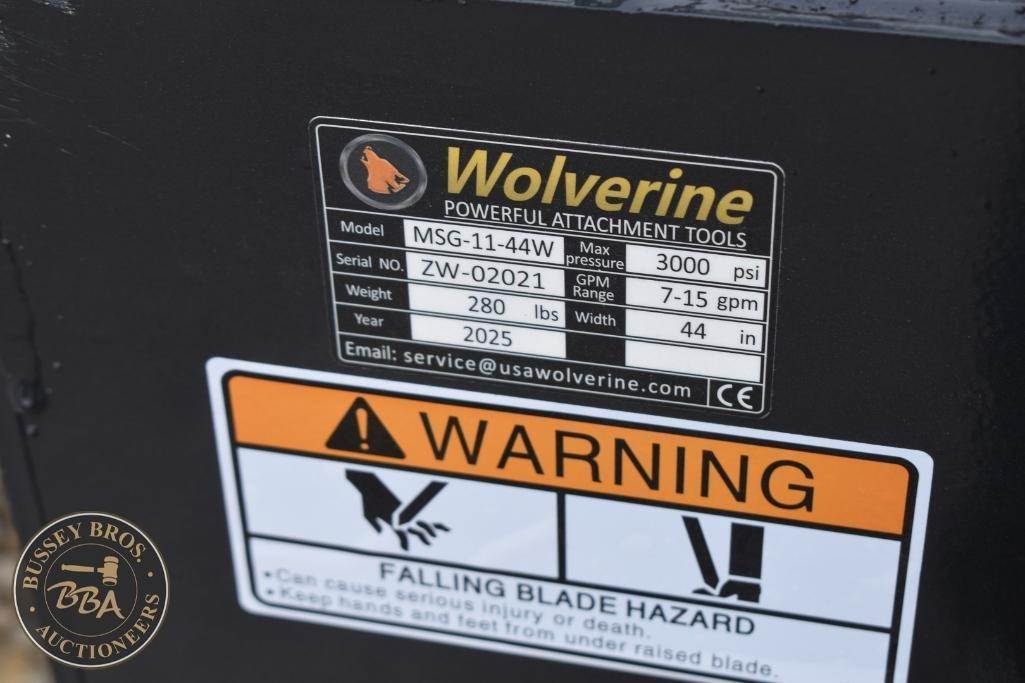 Wolverine
POWERFUL ATTACHMENT TOOLS
Model MSG-11-44W Max pressure 3000 psi
Serial NO. ZW-02021 GPM Range 7-15 gpm
Weight 280 lbs Width 44 in
Year 2025
Email: service@usawolverine.com CE
WARNING
FALLING BLADE HAZARD
•Can cause serious injury or death.
•Keep hands and feet from under raised blade.
BUSSEY BROS.
BBA
AUCTIONEERS